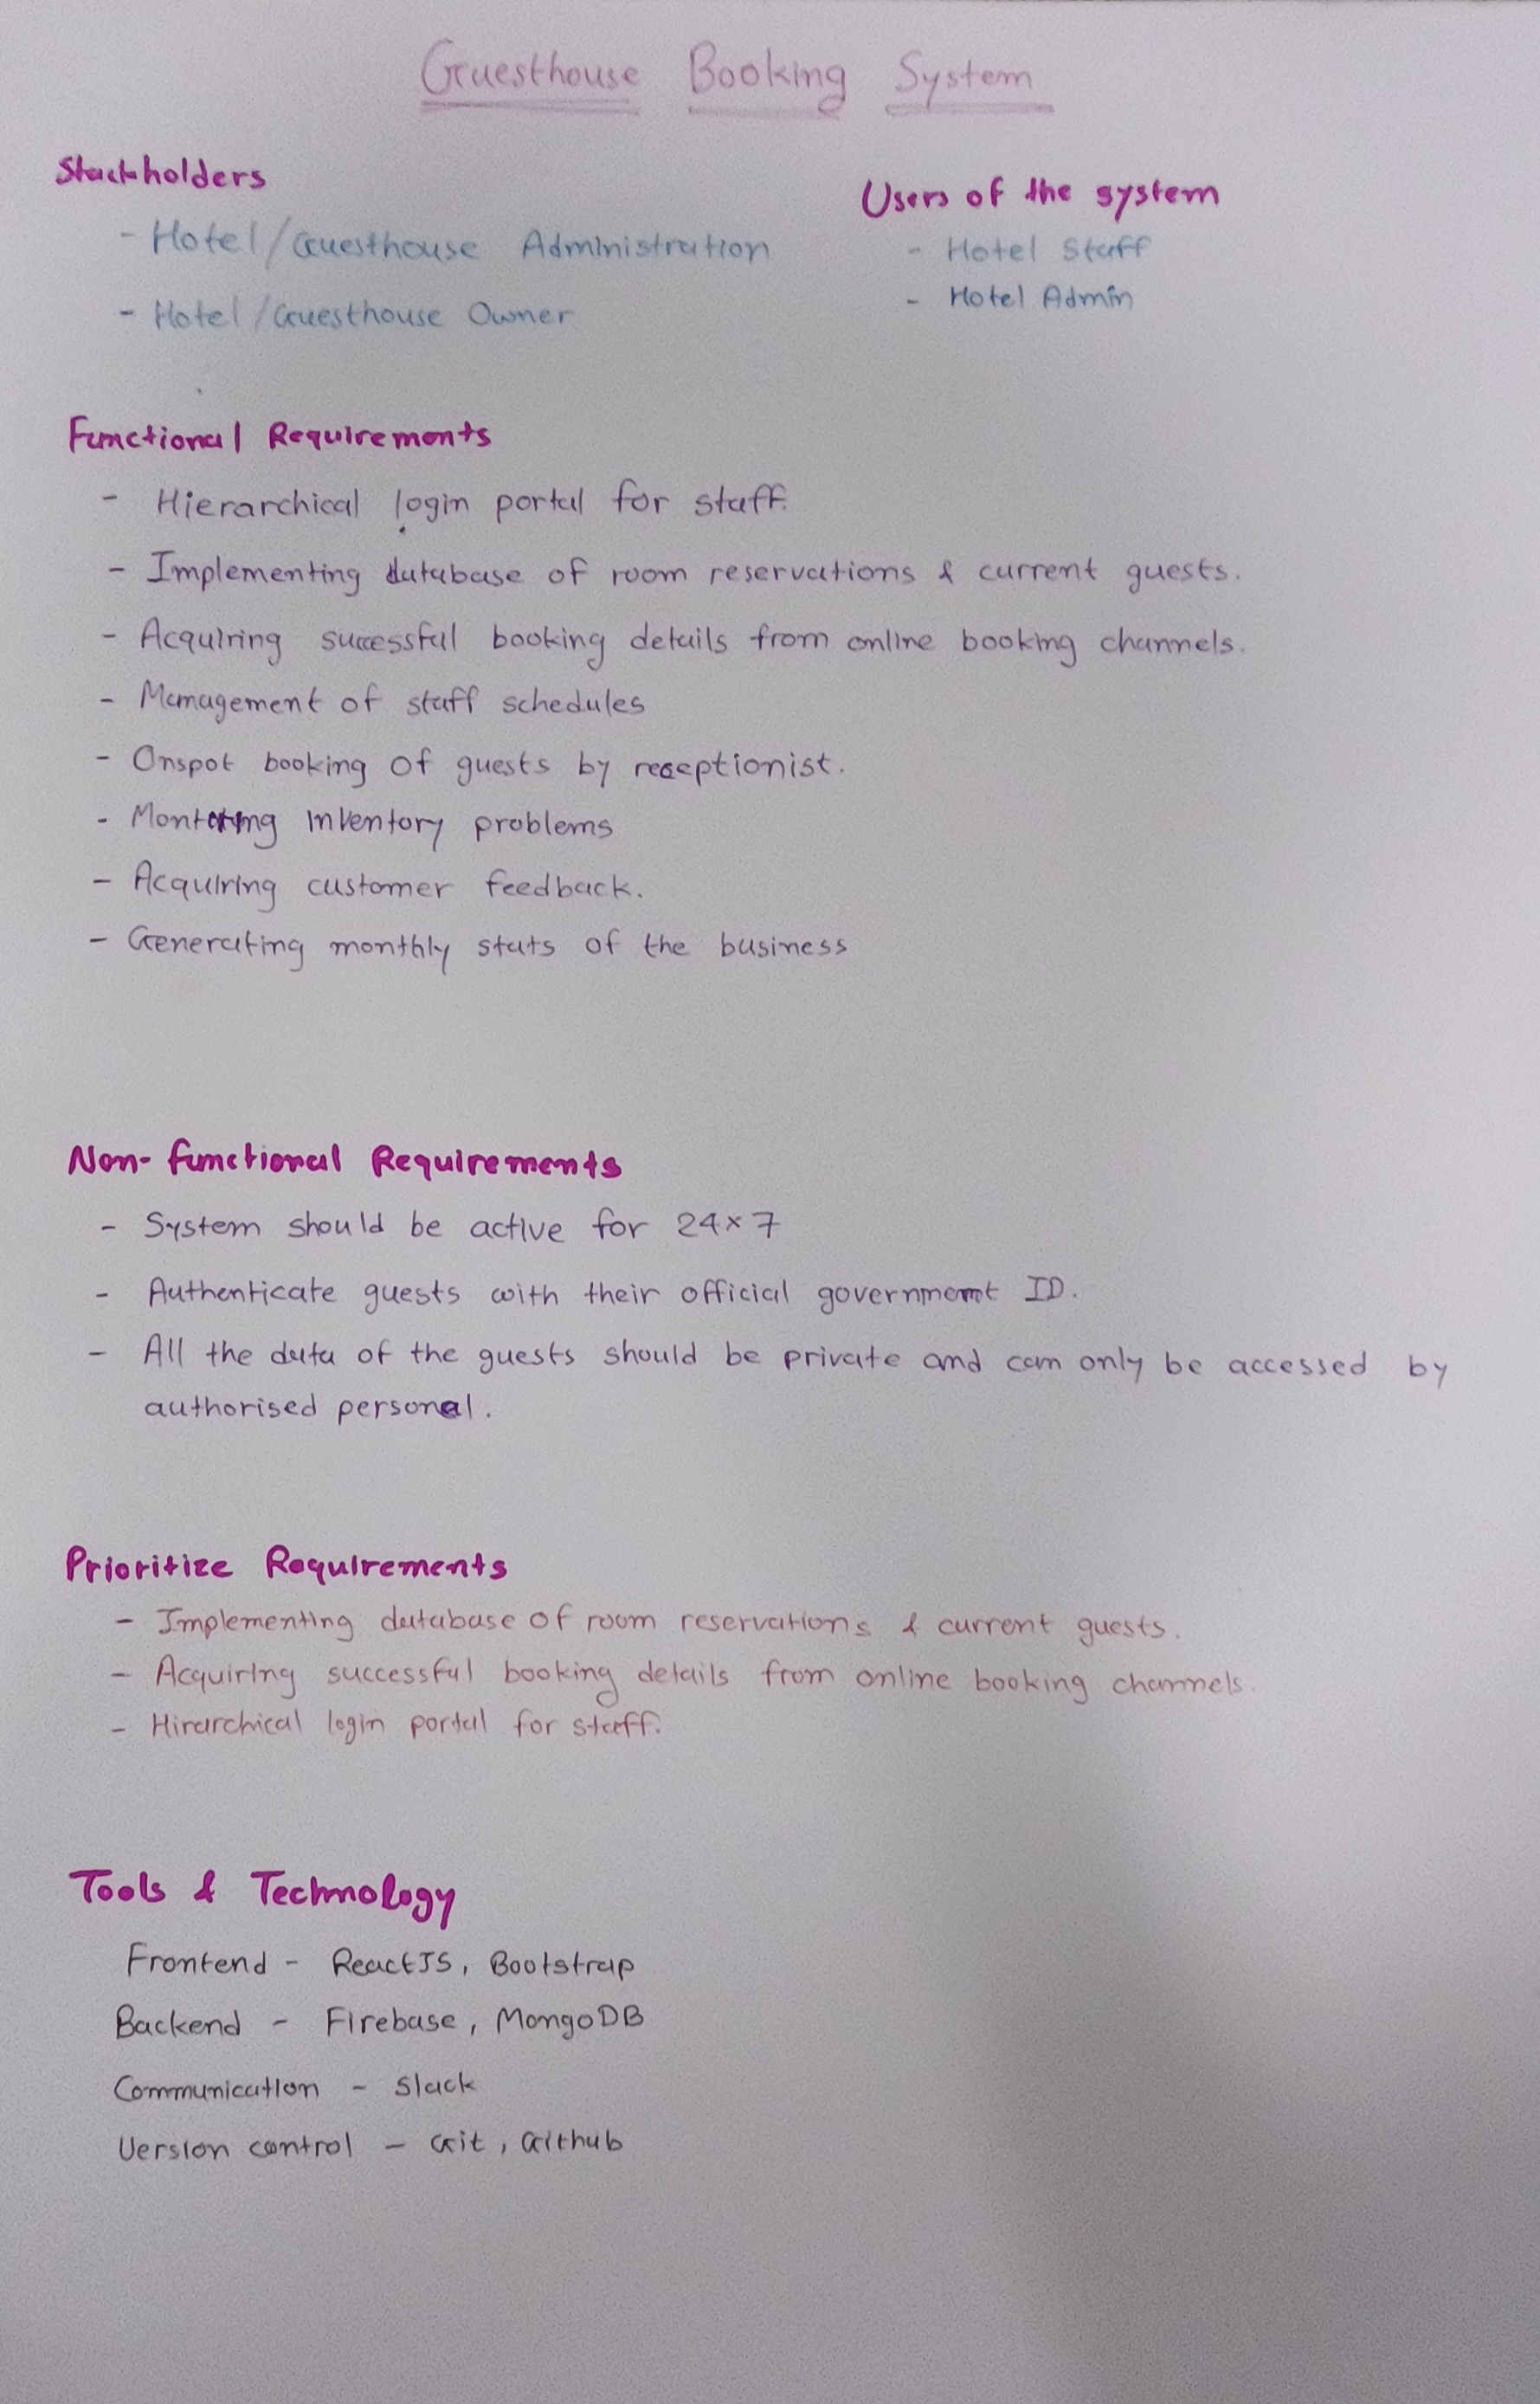 Guesthouse Booking System
Stackholders
- Hotel/Guesthouse Administration
- Hotel/Guesthouse Owner
Users of the system
- Hotel Staff
- Hotel Admin
Functional Requirements
- Hierarchical login portal for staff.
- Implementing database of room reservations & current guests.
- Acquiring successful booking details from online booking channels.
- Management of staff schedules
- Onspot booking of guests by receptionist.
- inventory problems
- Acquiring customer feedback.
- Generating monthly stats of the business
Non-functional Requirements
- System should be active for 24×7
- Authenticate guests with their official government ID.
- All the data of the guests should be private and can only be accessed by
authorised personal.
Prioritize Requirements
- Implementing database of room reservations & current guests.
- Acquiring successful booking details from online booking channels.
- Hirarchical login portal for staff.
Tools & Technology
Frontend - ReactJS, Bootstrap
Backend - Firebase, MongoDB
Communication - Slack
Version control - Git, Github